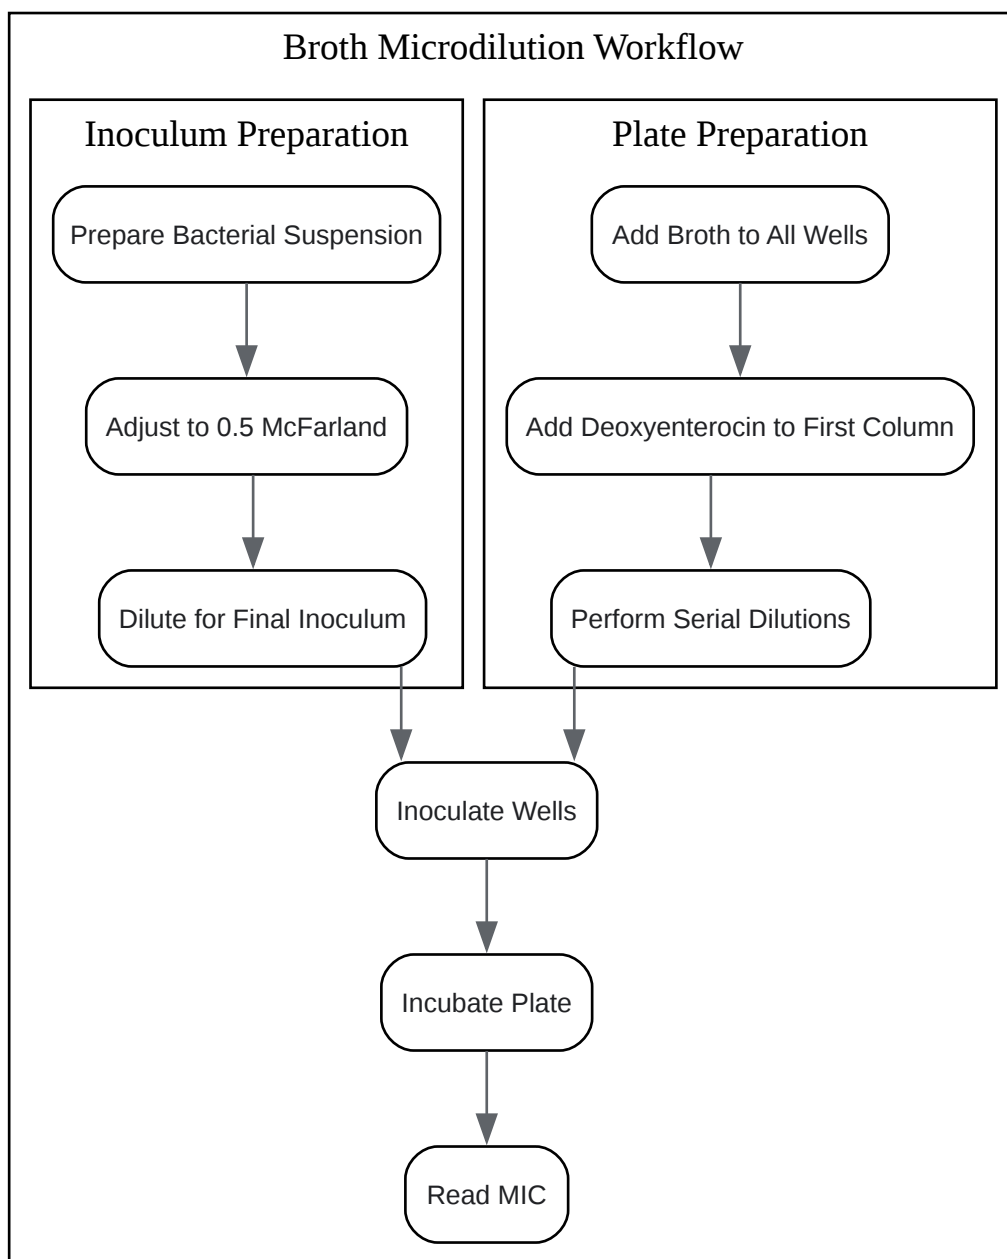 Broth Microdilution Workflow
Inoculum Preparation
Prepare Bacterial Suspension
Adjust to 0.5 McFarland
Dilute for Final Inoculum
Plate Preparation
Add Broth to All Wells
Add Deoxyenterocin to First Column
Perform Serial Dilutions
Inoculate Wells
Incubate Plate
Read MIC